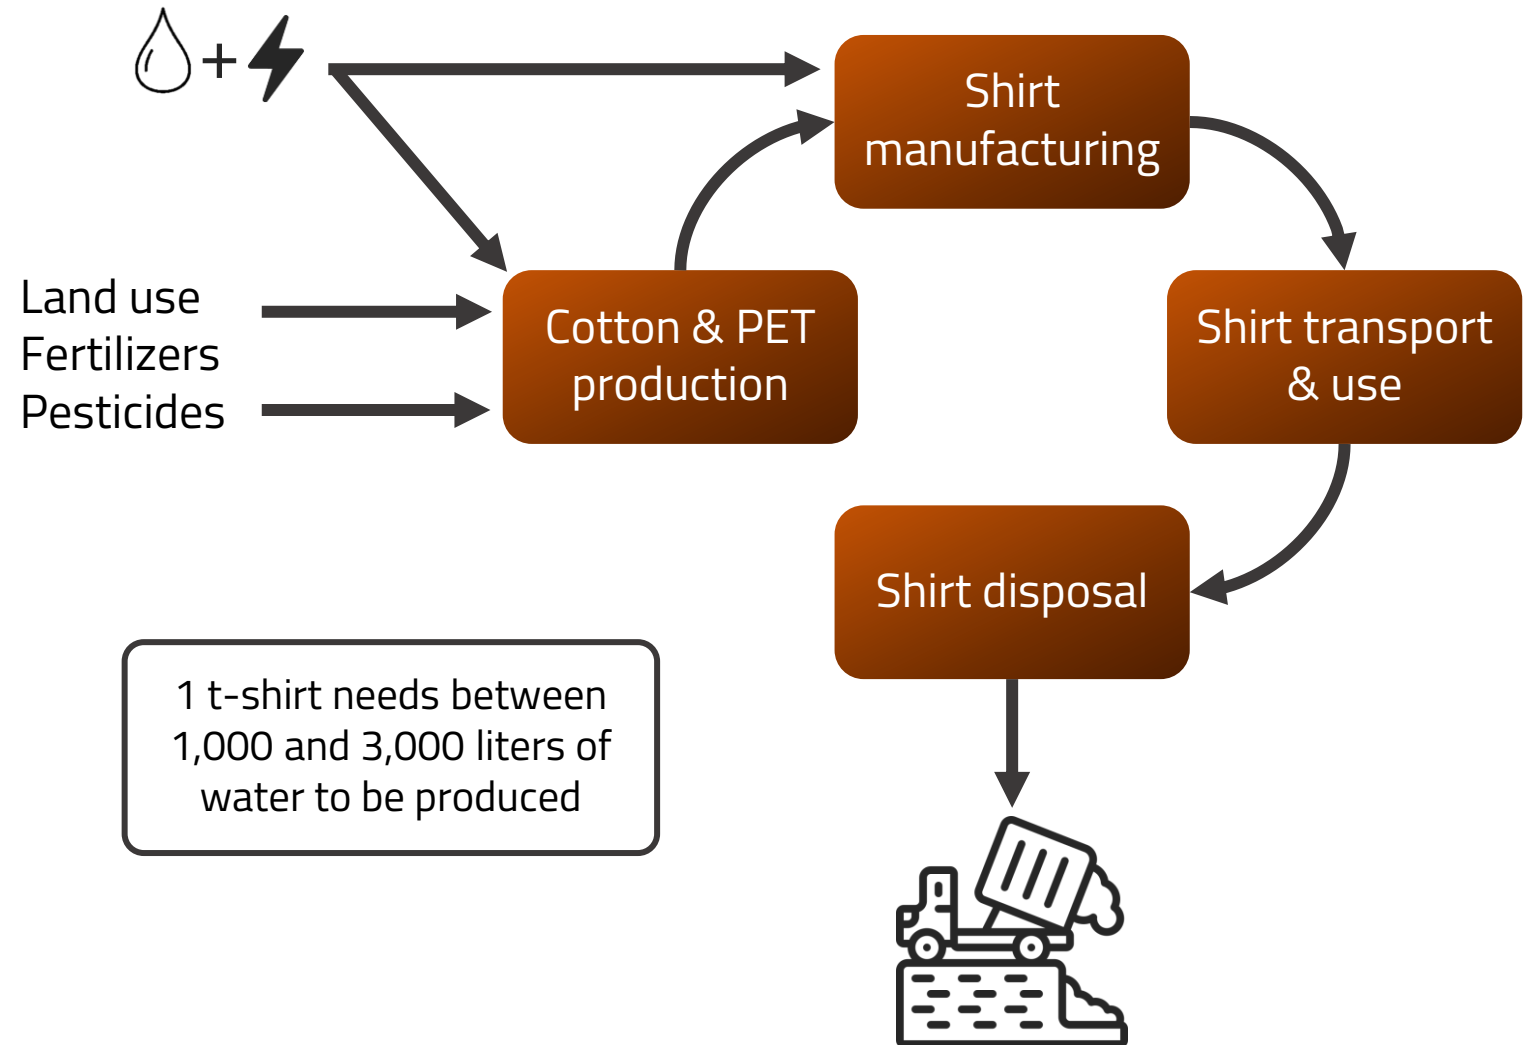 +
Shirt
manufacturing
Land use
Fertilizers
Pesticides
Cotton & PET
production
Shirt transport
& use
Shirt disposal
1 t-shirt needs between
1,000 and 3,000 liters of
water to be produced